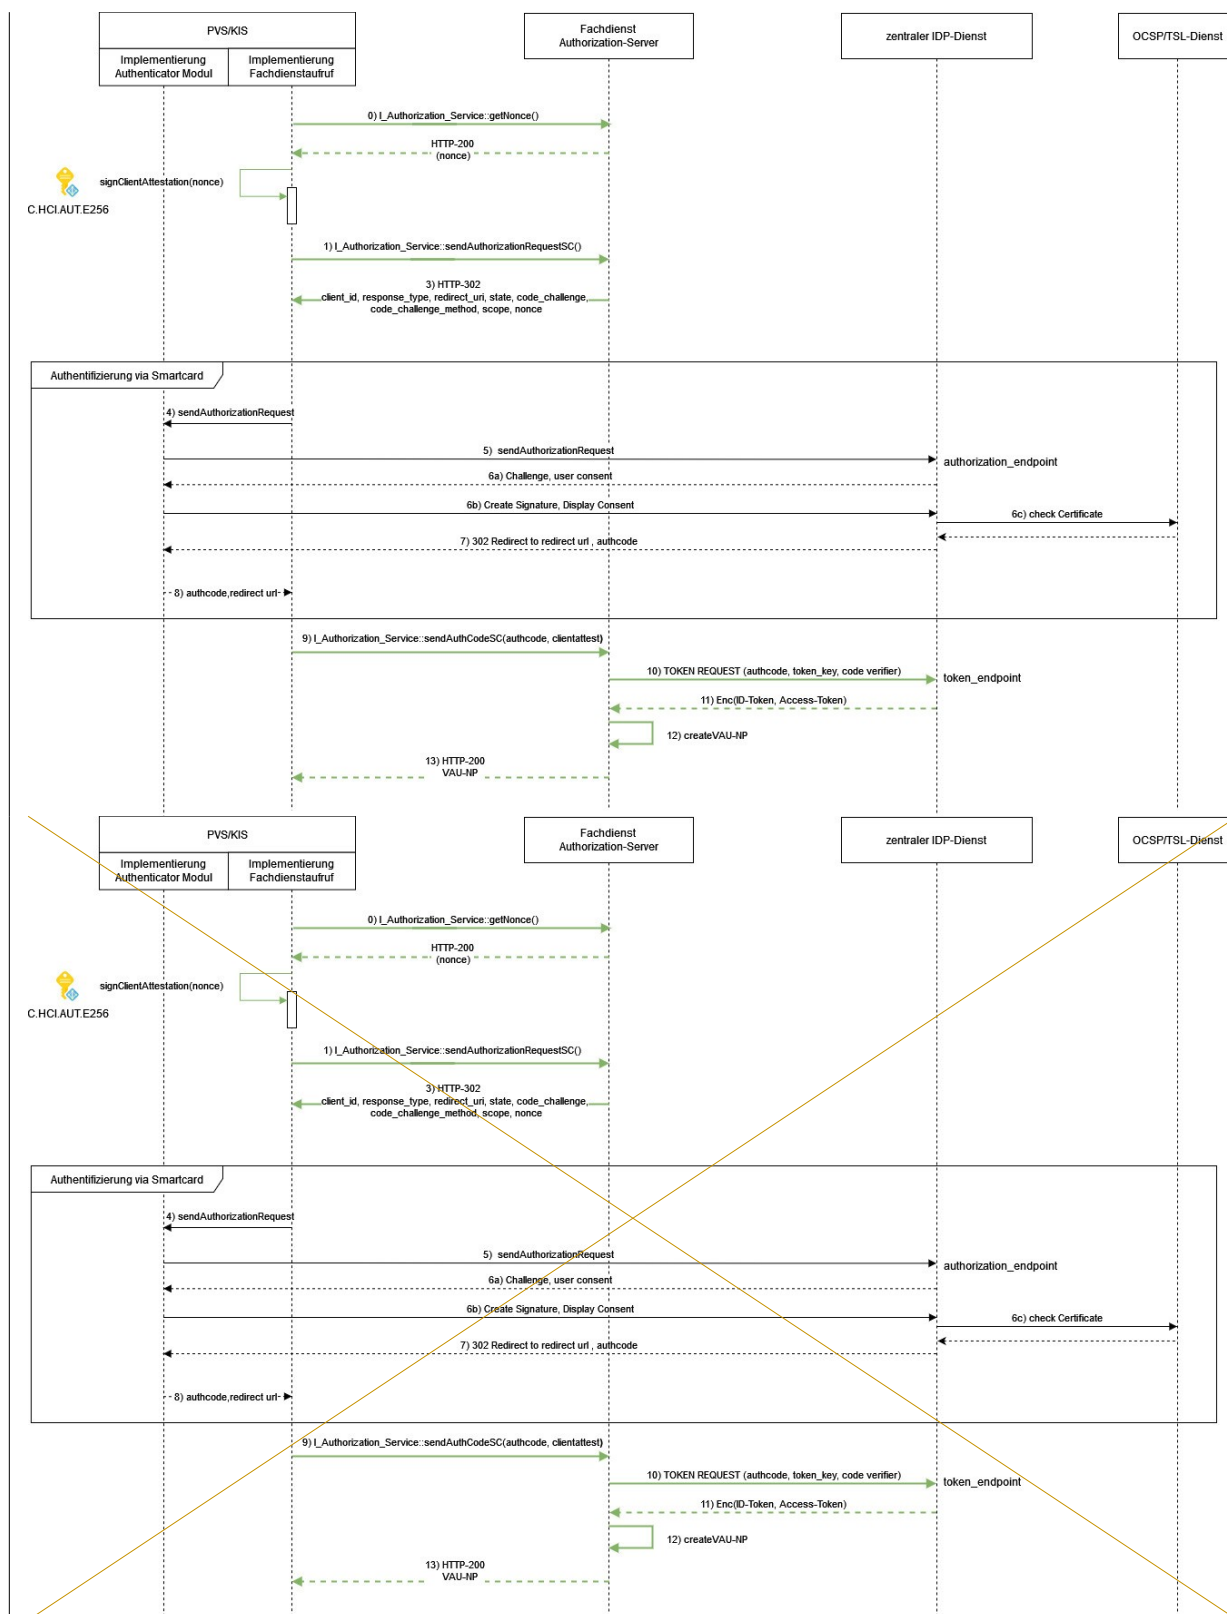 PVS/KIS
Fachdienst
Authorization-Server
zentraler IDP-Dienst
OCSP/TSL-Dienst
Implementierung
Authenticator Modul
Implementierung
Fachdienstaufruf
0) I_Authorization_Service::getNonce()
HTTP-200
(nonce)
signClientAttestation(nonce)
C.HCI.AUT.E256
1) I_Authorization_Service::sendAuthorizationRequestSC()
3) HTTP-302
client_id, response_type, redirect_uri, state, code_challenge,
code_challenge_method, scope, nonce
Authentifizierung via Smartcard
4) sendAuthorizationRequest
5) sendAuthorizationRequest
authorization_endpoint
6a) Challenge, user consent
6b) Create Signature, Display Consent
6c) check Certificate
7) 302 Redirect to redirect url , authcode
8) authcode,redirect url
9) I_Authorization_Service::sendAuthCodeSC(authcode, clientattest)
10) TOKEN REQUEST (authcode, token_key, code verifier)
token_endpoint
11) Enc(ID-Token, Access-Token)
12) createVAU-NP
13) HTTP-200
VAU-NP
PVS/KIS
Fachdienst
Authorization-Server
zentraler IDP-Dienst
OCSP/TSL-Dienst
Implementierung
Authenticator Modul
Implementierung
Fachdienstaufruf
0) I_Authorization_Service::getNonce()
HTTP-200
(nonce)
signClientAttestation(nonce)
C.HCI.AUT.E256
1) I_Authorization_Service::sendAuthorizationRequestSC()
3) HTTP-302
client_id, response_type, redirect_uri, state, code_challenge,
code_challenge_method, scope, nonce
Authentifizierung via Smartcard
4) sendAuthorizationRequest
5) sendAuthorizationRequest
authorization_endpoint
6a) Challenge, user consent
6b) Create Signature, Display Consent
6c) check Certificate
7) 302 Redirect to redirect url , authcode
8) authcode,redirect url
9) I_Authorization_Service::sendAuthCodeSC(authcode, clientattest)
10) TOKEN REQUEST (authcode, token_key, code verifier)
token_endpoint
11) Enc(ID-Token, Access-Token)
12) createVAU-NP
13) HTTP-200
VAU-NP